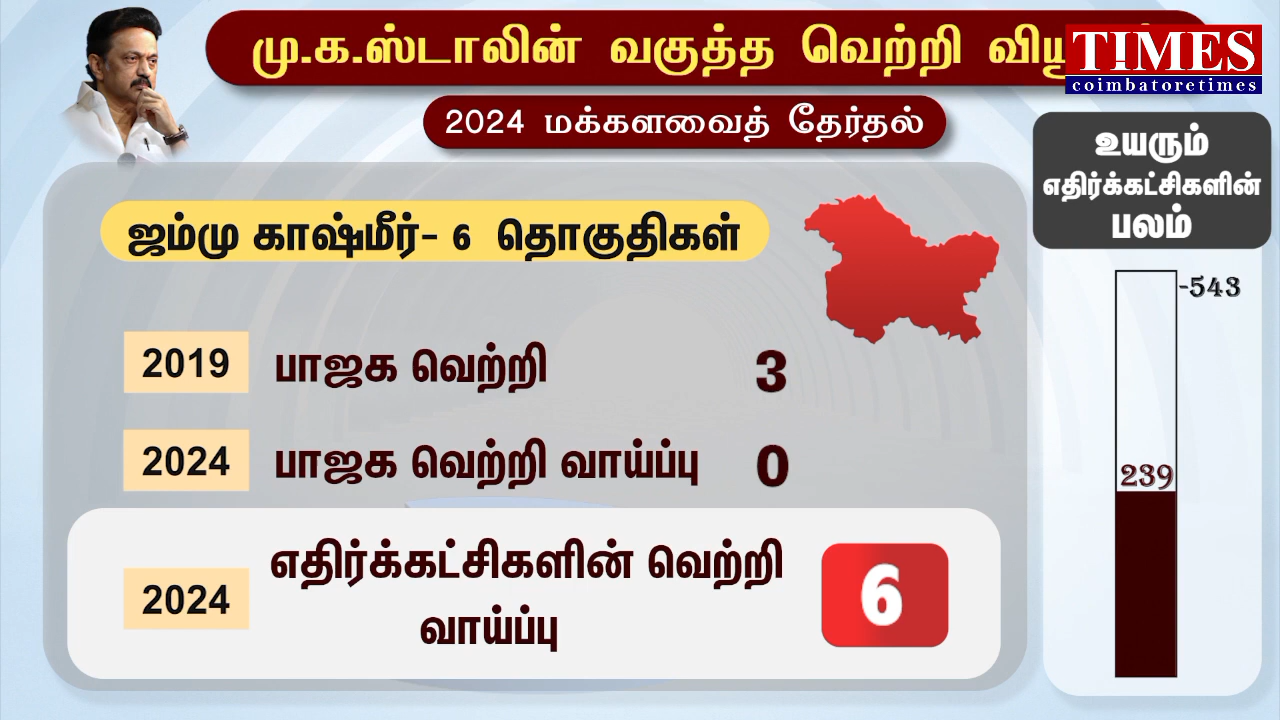 மு.க.ஸ்டாலின் வகுத்த வெற்றி
TIMES
coimbatoretimes
2024 மக்களவைத் தேர்தல்
உயரும்
எதிர்க்கட்சிகளின்
பலம்
ஜம்மு காஷ்மீர்- 6 தொகுதிகள்
-543
2019 பாஜக வெற்றி 3
2024 பாஜக வெற்றி வாய்ப்பு 0
239
எதிர்க்கட்சிகளின் வெற்றி
வாய்ப்பு
2024
6